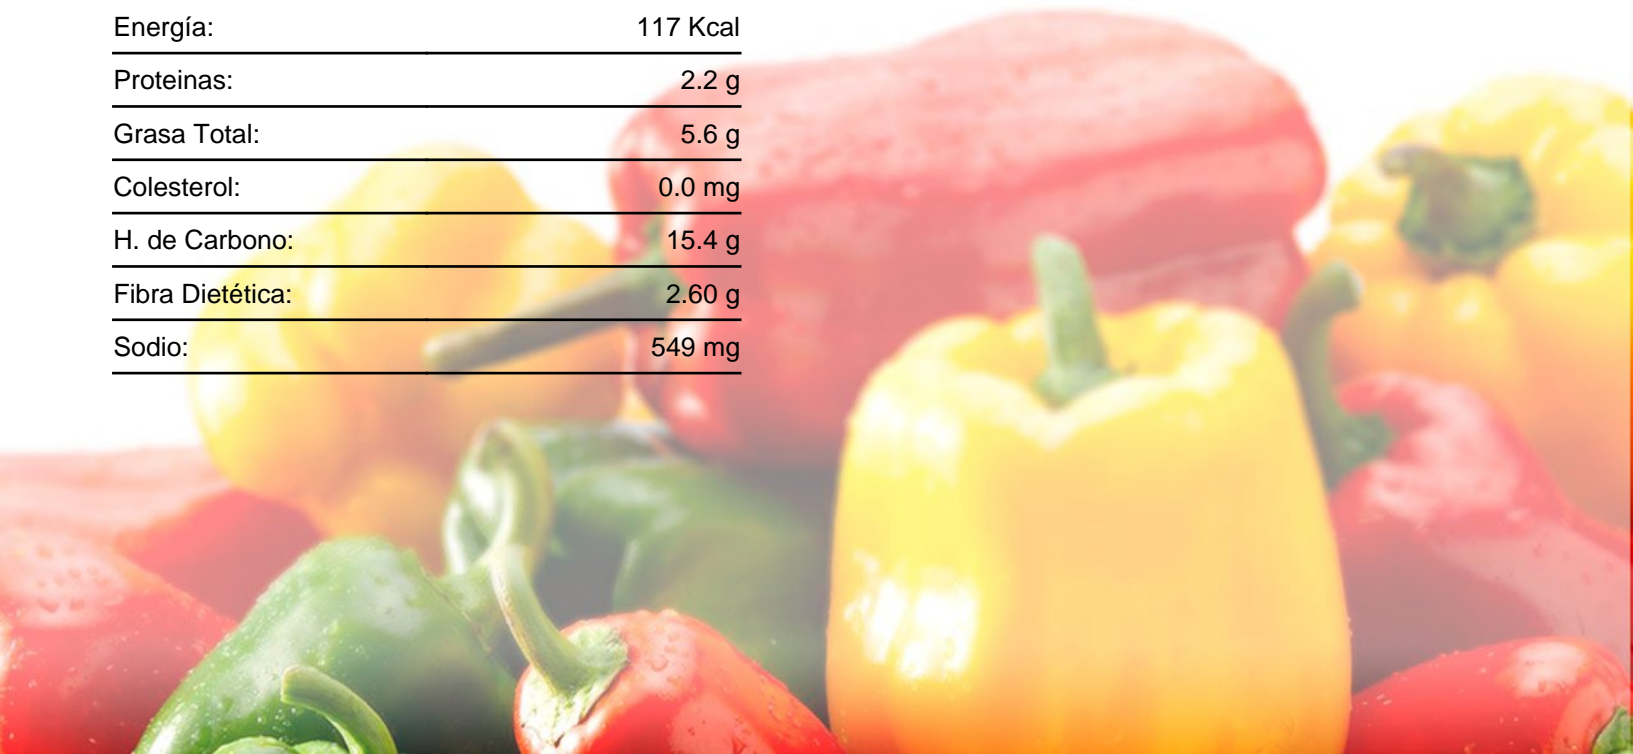 Energía: 117 Kcal
Proteinas: 2.2 g
Grasa Total: 5.6 g
Colesterol: 0.0 mg
H. de Carbono: 15.4 g
Fibra Dietética: 2.60 g
Sodio: 549 mg